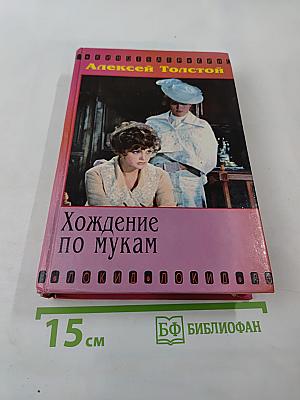 Алексей Толстой
Хождение
по мукам
15 см
БФ БИБЛИОФАН